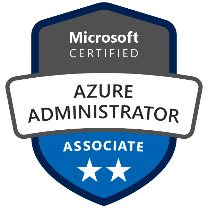 Microsoft
CERTIFIED
AZURE
ADMINISTRATOR
ASSOCIATE